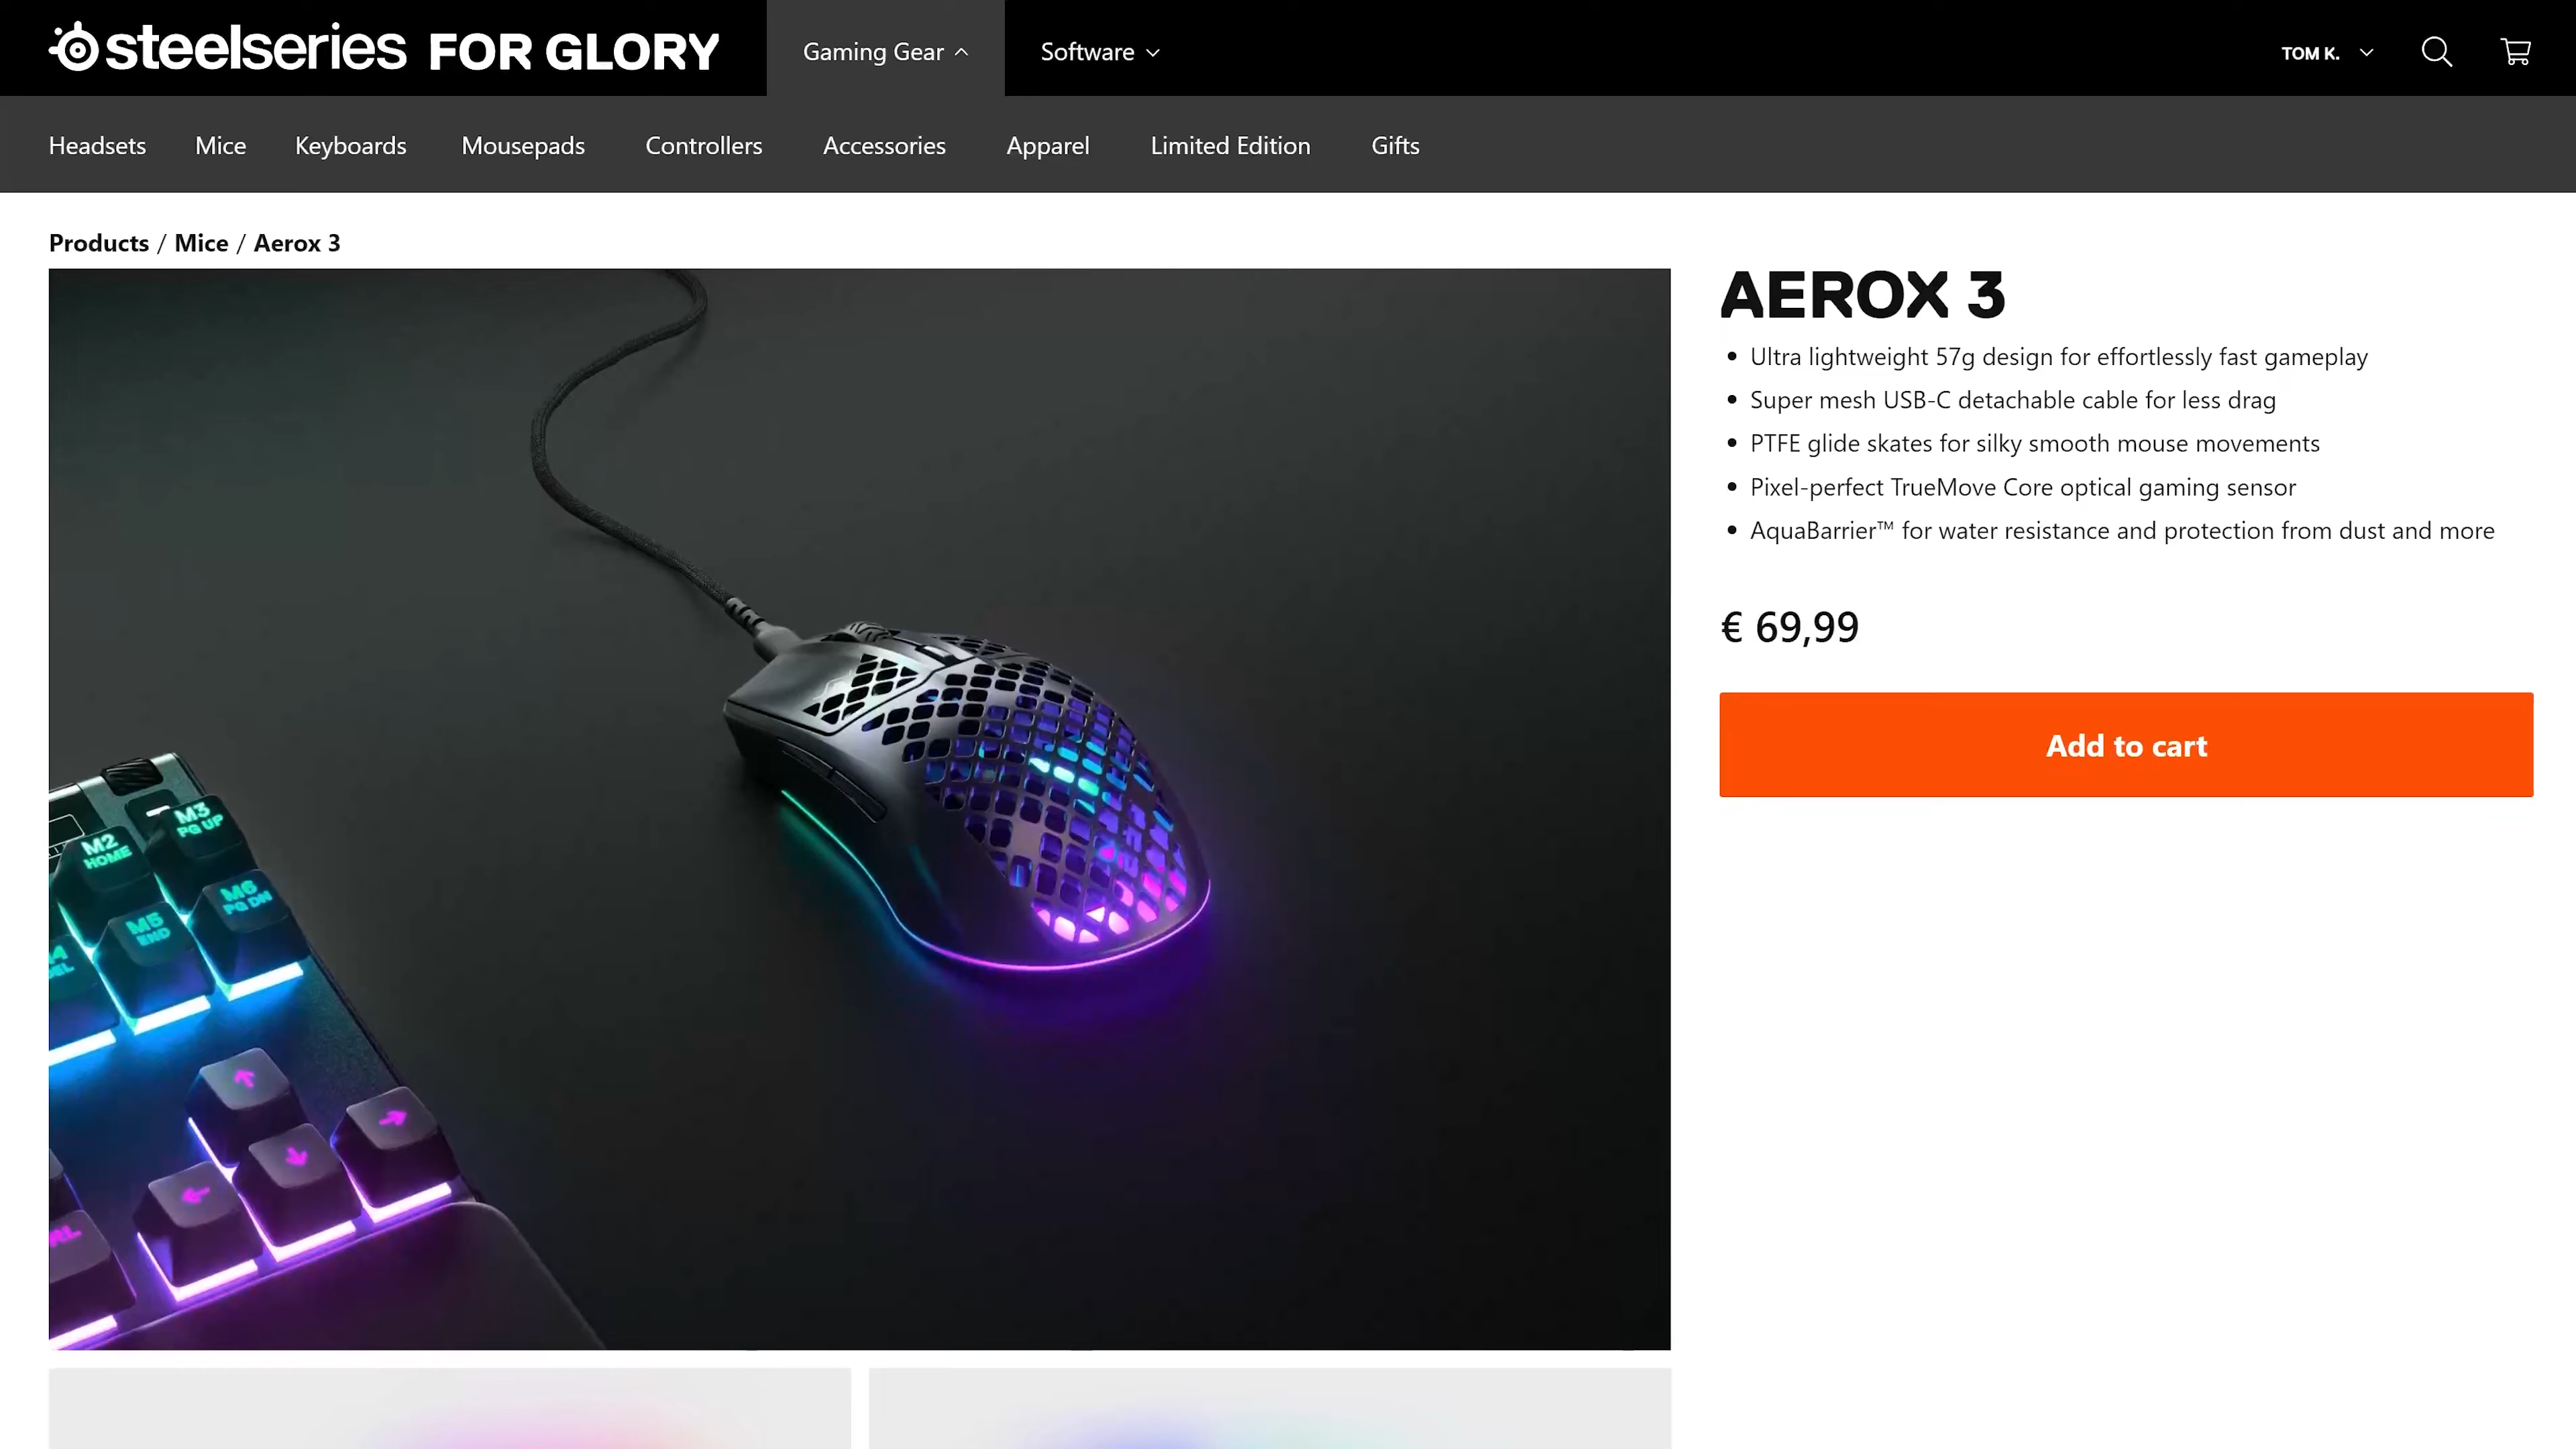 steelseries FOR GLORY
Gaming Gear
Software
TOM K.
Headsets
Mice
Keyboards
Mousepads
Controllers
Accessories
Apparel
Limited Edition
Gifts
Products / Mice / Aerox 3
AEROX 3
• Ultra lightweight 57g design for effortlessly fast gameplay
• Super mesh USB-C detachable cable for less drag
• PTFE glide skates for silky smooth mouse movements
• Pixel-perfect TrueMove Core optical gaming sensor
• AquaBarrier™ for water resistance and protection from dust and more
€ 69,99
Add to cart
M3
PG UP
M2
HOME
M6
PG DN
M5
END